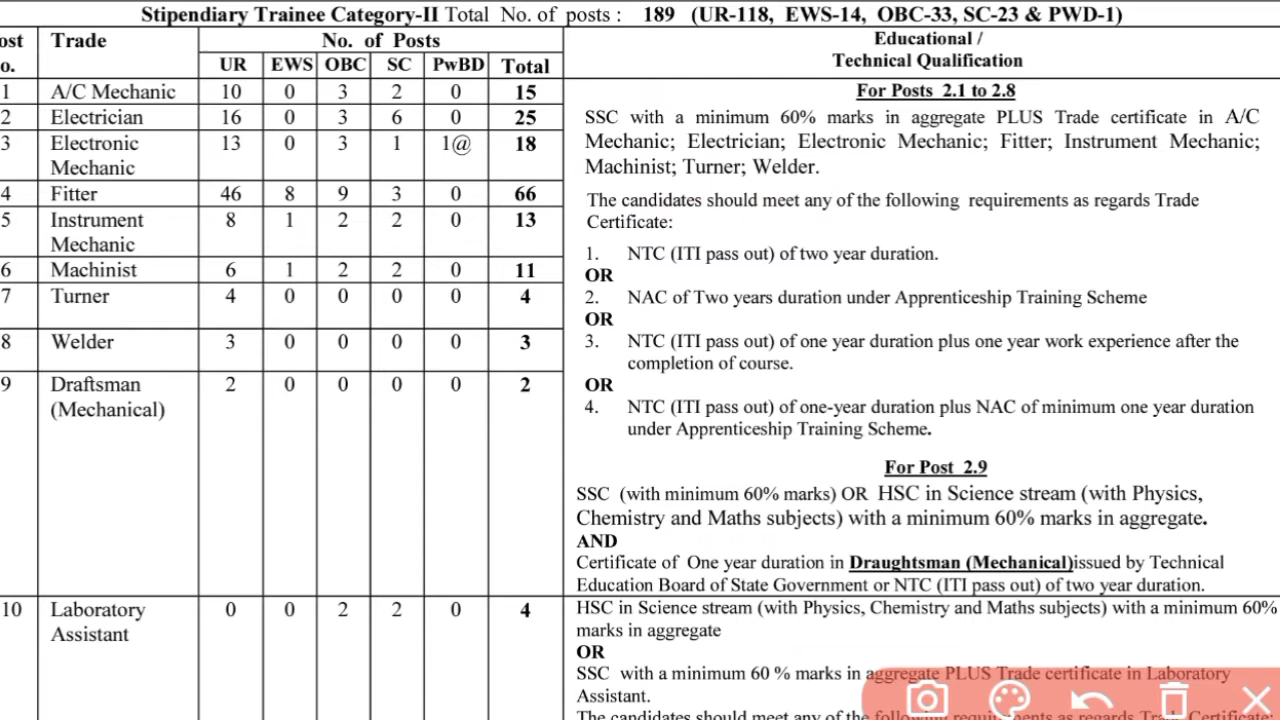 Stipendiary Trainee Category-II Total No. of posts : 189 (UR-118, EWS-14, OBC-33, SC-23 & PWD-1)
ost Trade No. of Posts Educational /
o. UR EWS OBC SC PwBD Total Technical Qualification
1 A/C Mechanic 10 0 3 2 0 15
2 Electrician 16 0 3 6 0 25
3 Electronic 13 0 3 1 1@ 18
Mechanic
4 Fitter 46 8 9 3 0 66
5 Instrument 8 1 2 2 0 13
Mechanic
6 Machinist 6 1 2 2 0 11
7 Turner 4 0 0 0 0 4
8 Welder 3 0 0 0 0 3
9 Draftsman 2 0 0 0 0 2
(Mechanical)
For Posts 2.1 to 2.8
SSC with a minimum 60% marks in aggregate PLUS Trade certificate in A/C
Mechanic; Electrician; Electronic Mechanic; Fitter; Instrument Mechanic;
Machinist; Turner; Welder.
The candidates should meet any of the following requirements as regards Trade
Certificate:
1. NTC (ITI pass out) of two year duration.
OR
2. NAC of Two years duration under Apprenticeship Training Scheme
OR
3. NTC (ITI pass out) of one year duration plus one year work experience after the
completion of course.
OR
4. NTC (ITI pass out) of one-year duration plus NAC of minimum one year duration
under Apprenticeship Training Scheme.
For Post 2.9
SSC (with minimum 60% marks) OR HSC in Science stream (with Physics,
Chemistry and Maths subjects) with a minimum 60% marks in aggregate.
AND
Certificate of One year duration in Draughtsman (Mechanical)issued by Technical
Education Board of State Government or NTC (ITI pass out) of two year duration.
10 Laboratory 0 0 2 2 0 4
Assistant
HSC in Science stream (with Physics, Chemistry and Maths subjects) with a minimum 60%
marks in aggregate
OR
SSC with a minimum 60 % marks in aggregate PLUS Trade certificate in Laboratory
Assistant.
The candidates should meet any of the following requirements as regards Trade Certificate